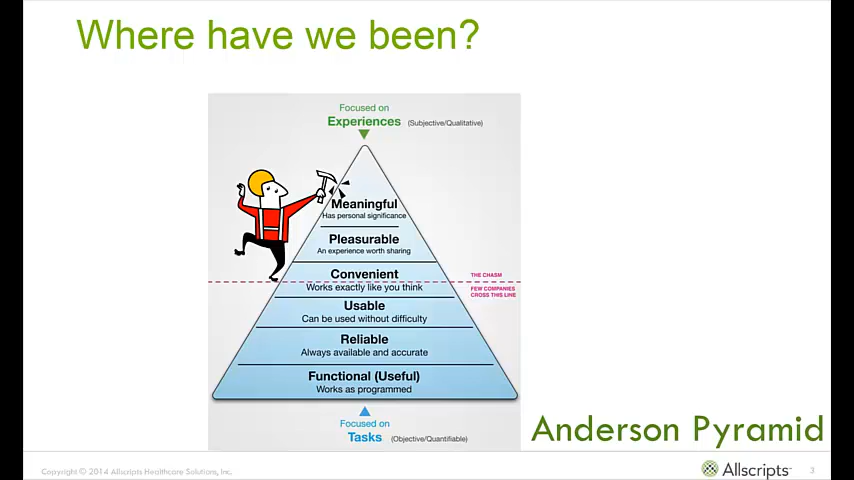 Where have we been?
Focused on
Experiences (Subjective/Qualitative)
Meaningful
Has personal significance
Pleasurable
An experience worth sharing
Convenient
Works exactly like you think
THE CHASM
FEW COMPANIES
CROSS THIS LINE
Usable
Can be used without difficulty
Reliable
Always available and accurate
Functional (Useful)
Works as programmed
Focused on
Tasks (Objective/Quantifiable)
Anderson Pyramid
Copyright © 2014 Allscripts Healthcare Solutions, Inc.
Allscripts
3